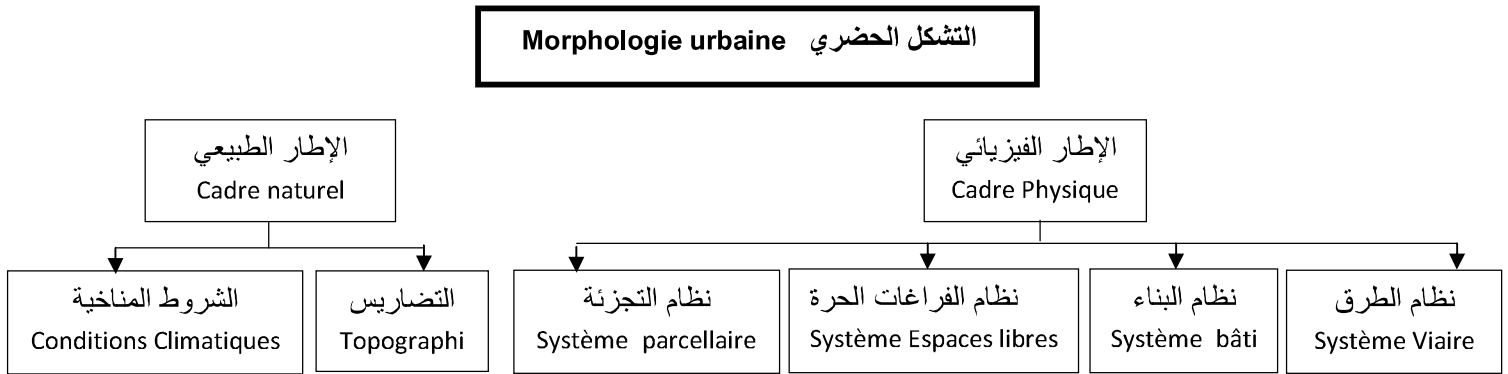 Morphologie urbaine التشكل الحضري
الإطار الطبيعي
Cadre naturel
الإطار الفيزيائي
Cadre Physique
الشروط المناخية
Conditions Climatiques
التضاريس
Topographi
نظام التجزئة
Système parcellaire
نظام الفراغات الحرة
Système Espaces libres
نظام البناء
Système bâti
نظام الطرق
Système Viaire